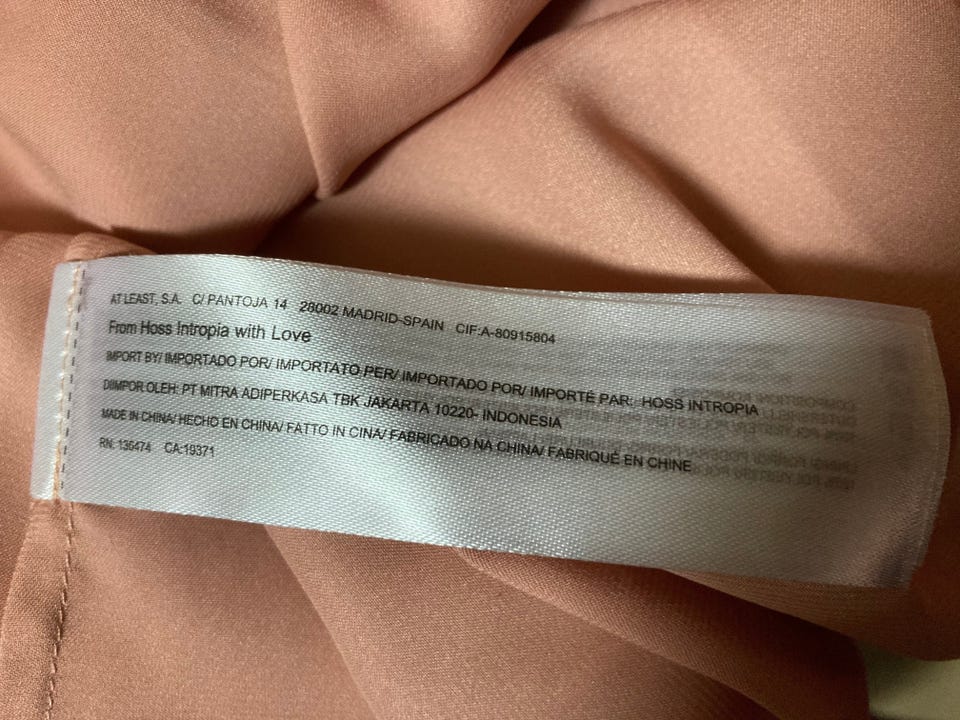 AT LEAST, S.A. C/ PANTOJA 14 28002 MADRID-SPAIN CIF:A-80915804
From Hoss Intropia with Love
IMPORT BY/ IMPORTADO POR/ IMPORTATO PER/ IMPORTADO POR/ IMPORTÉ PAR: HOSS INTROPIA
DIIMPOR OLEH: PT MITRA ADIPERKASA TBK JAKARTA 10220- INDONESIA
MADE IN CHINA/ HECHO EN CHINA/ FATTO IN CINA/ FABRICADO NA CHINA/ FABRIQUÉ EN CHINE
RN. 136474 CA:19371